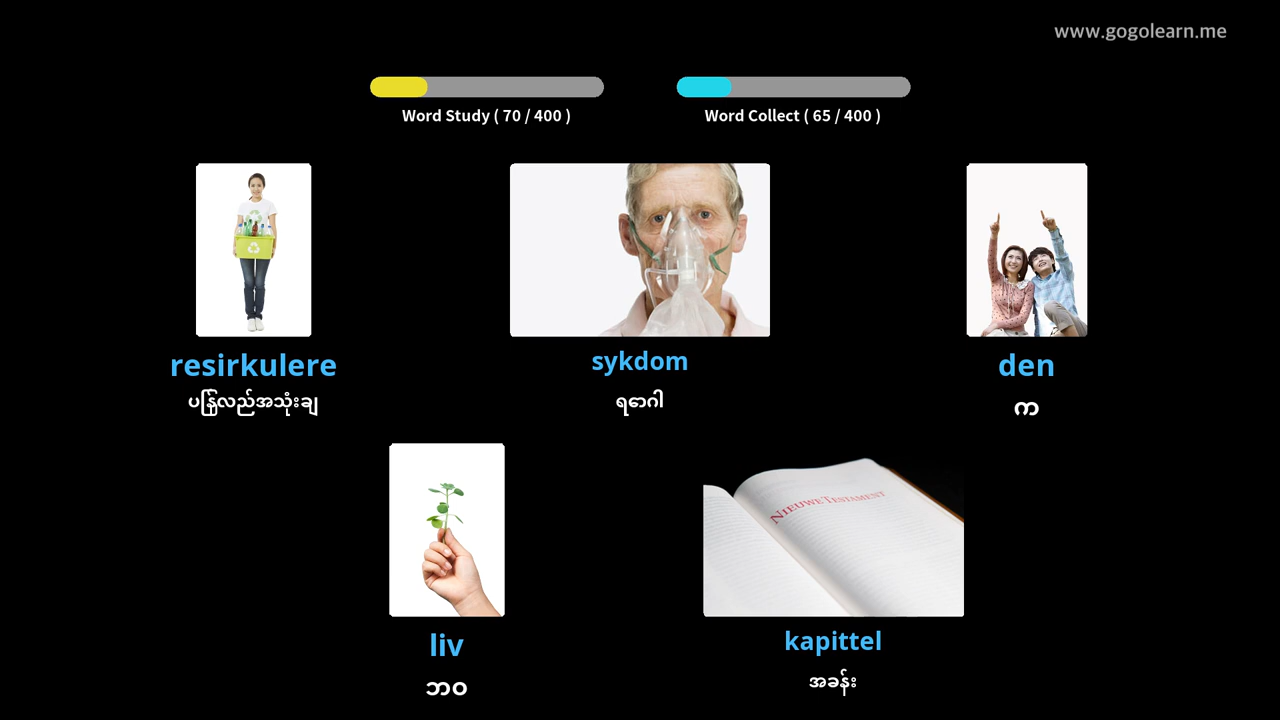 www.gogolearn.me
Word Study ( 70 / 400 )
Word Collect ( 65 / 400 )
resirkulere
ပြန်လည်အသုံးချ
sykdom
ရောဂါ
den
က
NIEUWE TESTAMENT
liv
ဘဝ
kapittel
အခန်း